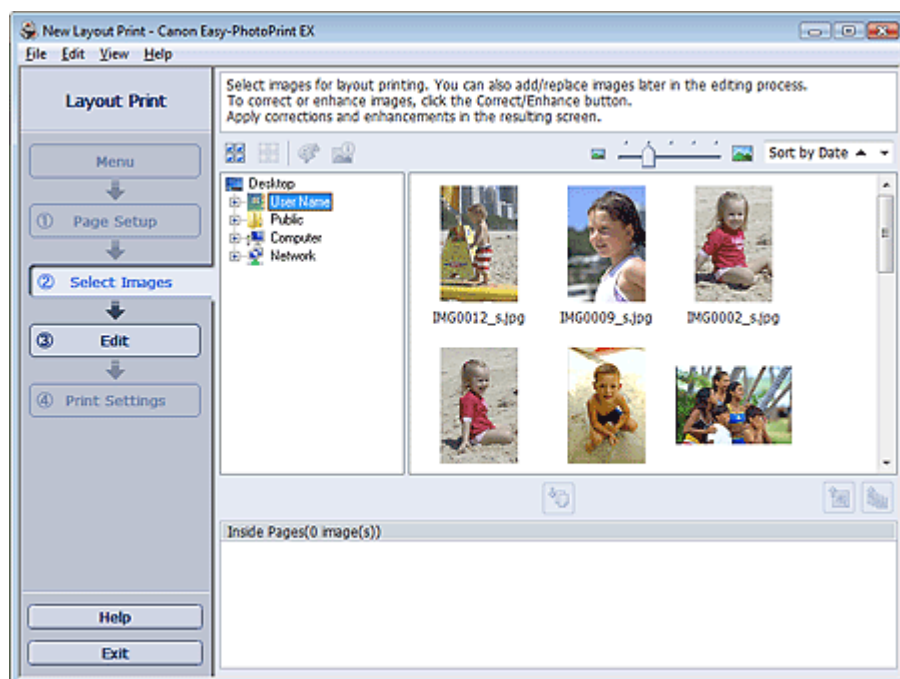 New Layout Print - Canon Easy-PhotoPrint EX
File Edit View Help
Layout Print
Select images for layout printing. You can also add/replace images later in the editing process.
To correct or enhance images, click the Correct/Enhance button.
Apply corrections and enhancements in the resulting screen.
Menu
① Page Setup
② Select Images
③ Edit
④ Print Settings
Help
Exit
Sort by Date
Desktop
User Name
Public
Computer
Network
IMG0012_s.jpg IMG0009_s.jpg IMG0002_s.jpg
Inside Pages(0 image(s))